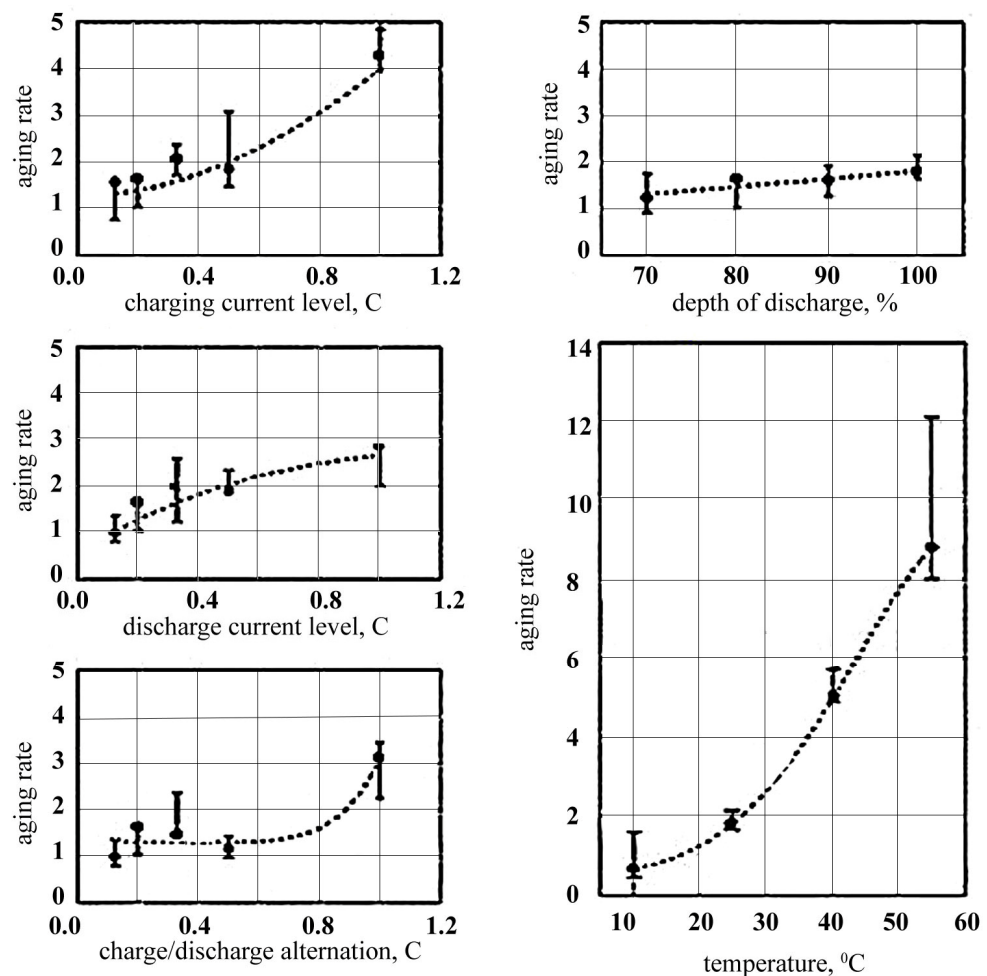 5
4
3
2
1
0
aging rate
0.0 0.4 0.8 1.2
charging current level, C
5
4
3
2
1
0
aging rate
70 80 90 100
depth of discharge, %
5
4
3
2
1
0
aging rate
0.0 0.4 0.8 1.2
discharge current level, C
5
4
3
2
1
0
aging rate
0.0 0.4 0.8 1.2
charge/discharge alternation, C
14
12
10
8
6
4
2
0
aging rate
10 20 30 40 50 60
temperature, ⁰C